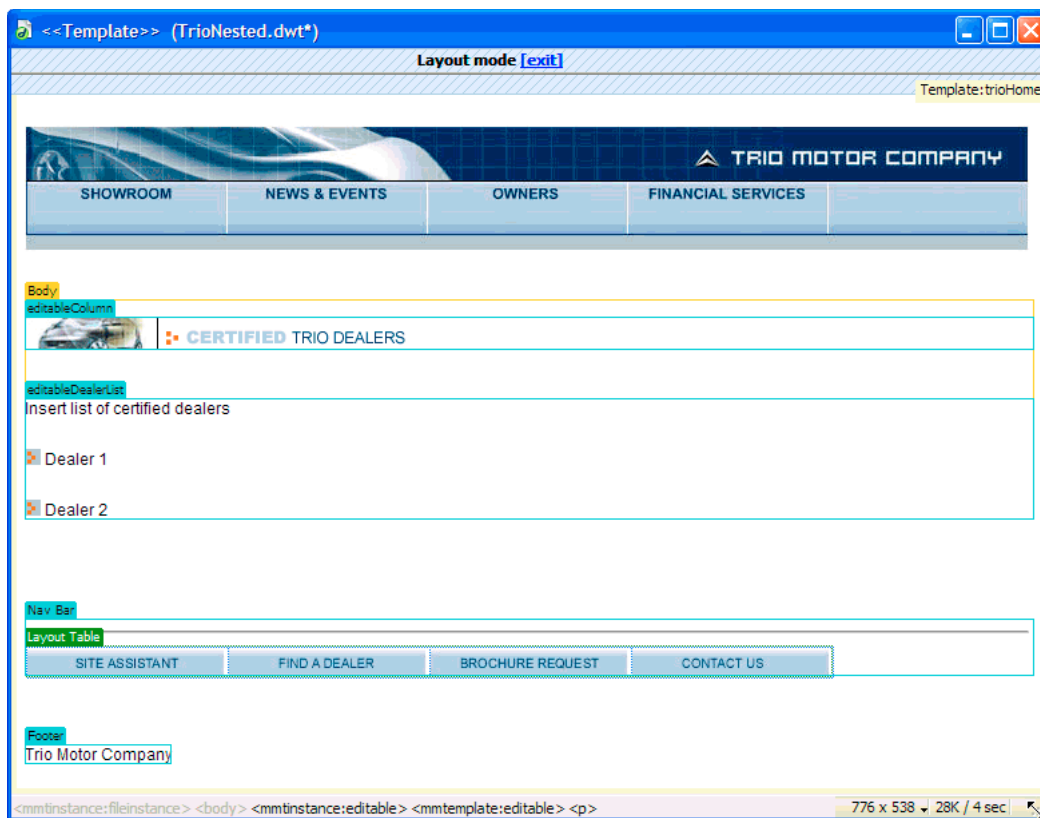 <<Template>> (TrioNested.dwt*)
Layout mode [exit]
Template:trioHome
TRIO MOTOR COMPANY
SHOWROOM NEWS & EVENTS OWNERS FINANCIAL SERVICES
Body
editableColumn
CERTIFIED TRIO DEALERS
editableDealerList
Insert list of certified dealers
Dealer 1
Dealer 2
Nav Bar
Layout Table
SITE ASSISTANT FIND A DEALER BROCHURE REQUEST CONTACT US
Footer
Trio Motor Company
<mmtinstance:fileinstance> <body> <mmtinstance:editable> <mmtemplate:editable> <p> 776 x 538 28K / 4 sec